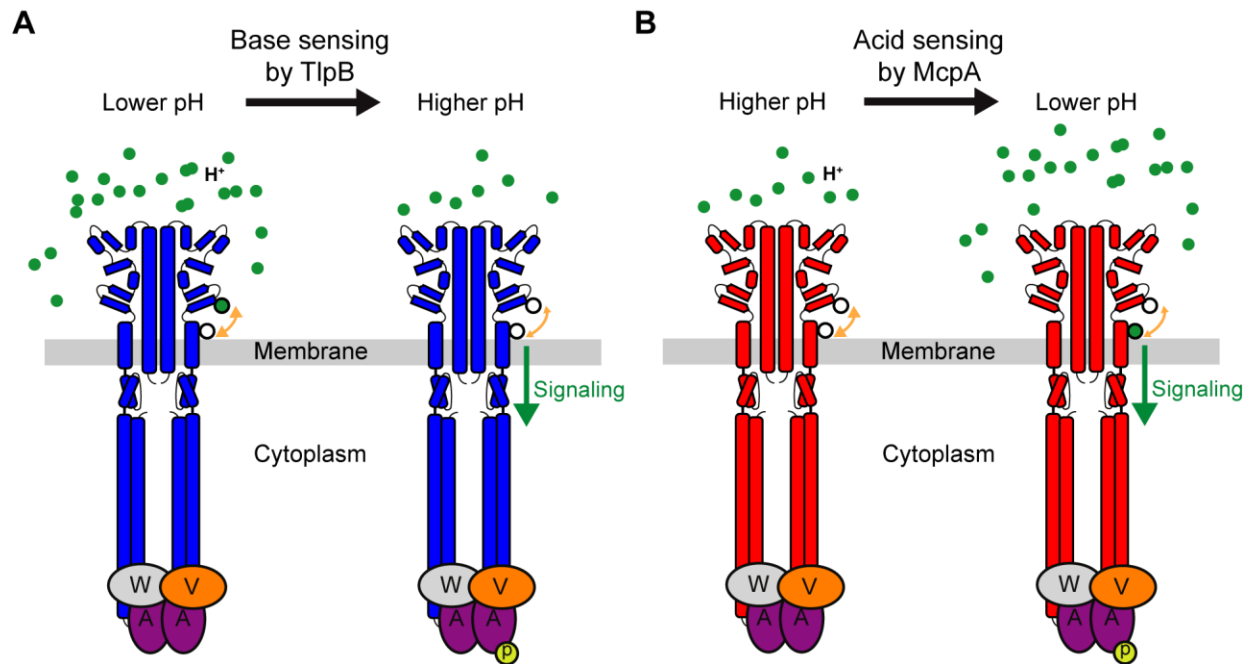 A
Base sensing
by TlpB
Lower pH
Higher pH
H+
Membrane
Signaling
Cytoplasm
W
V
A
A
W
V
A
A
p
B
Acid sensing
by McpA
Higher pH
Lower pH
H+
Membrane
Signaling
Cytoplasm
W
V
A
A
W
V
A
A
p